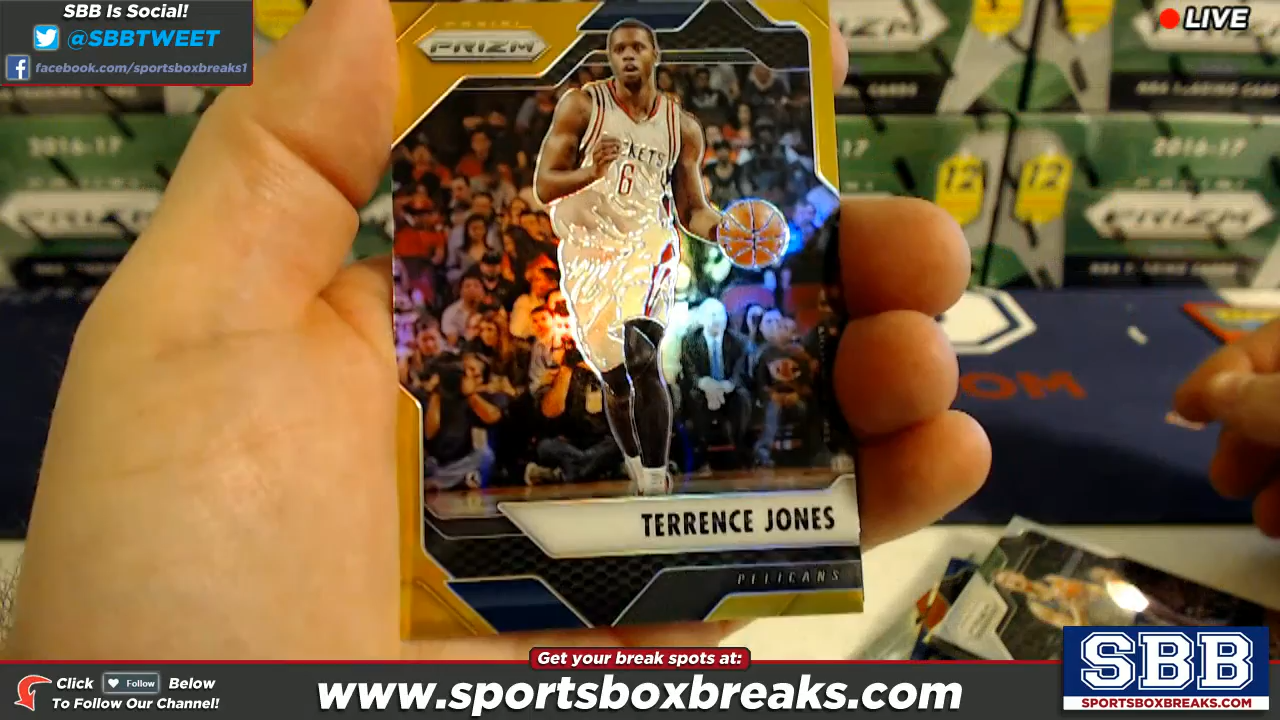 SBB Is Social!
@SBBTWEET
facebook.com/sportsboxbreaks1
LIVE
PANINI
PRIZM
ROCKETS
6
TERRENCE JONES
PELICANS
2016-17
PRIZM
12
12
2016-17
PRIZM
OM
Get your break spots at:
Click Follow Below
To Follow Our Channel!
www.sportsboxbreaks.com
SBB
SPORTSBOXBREAKS.COM